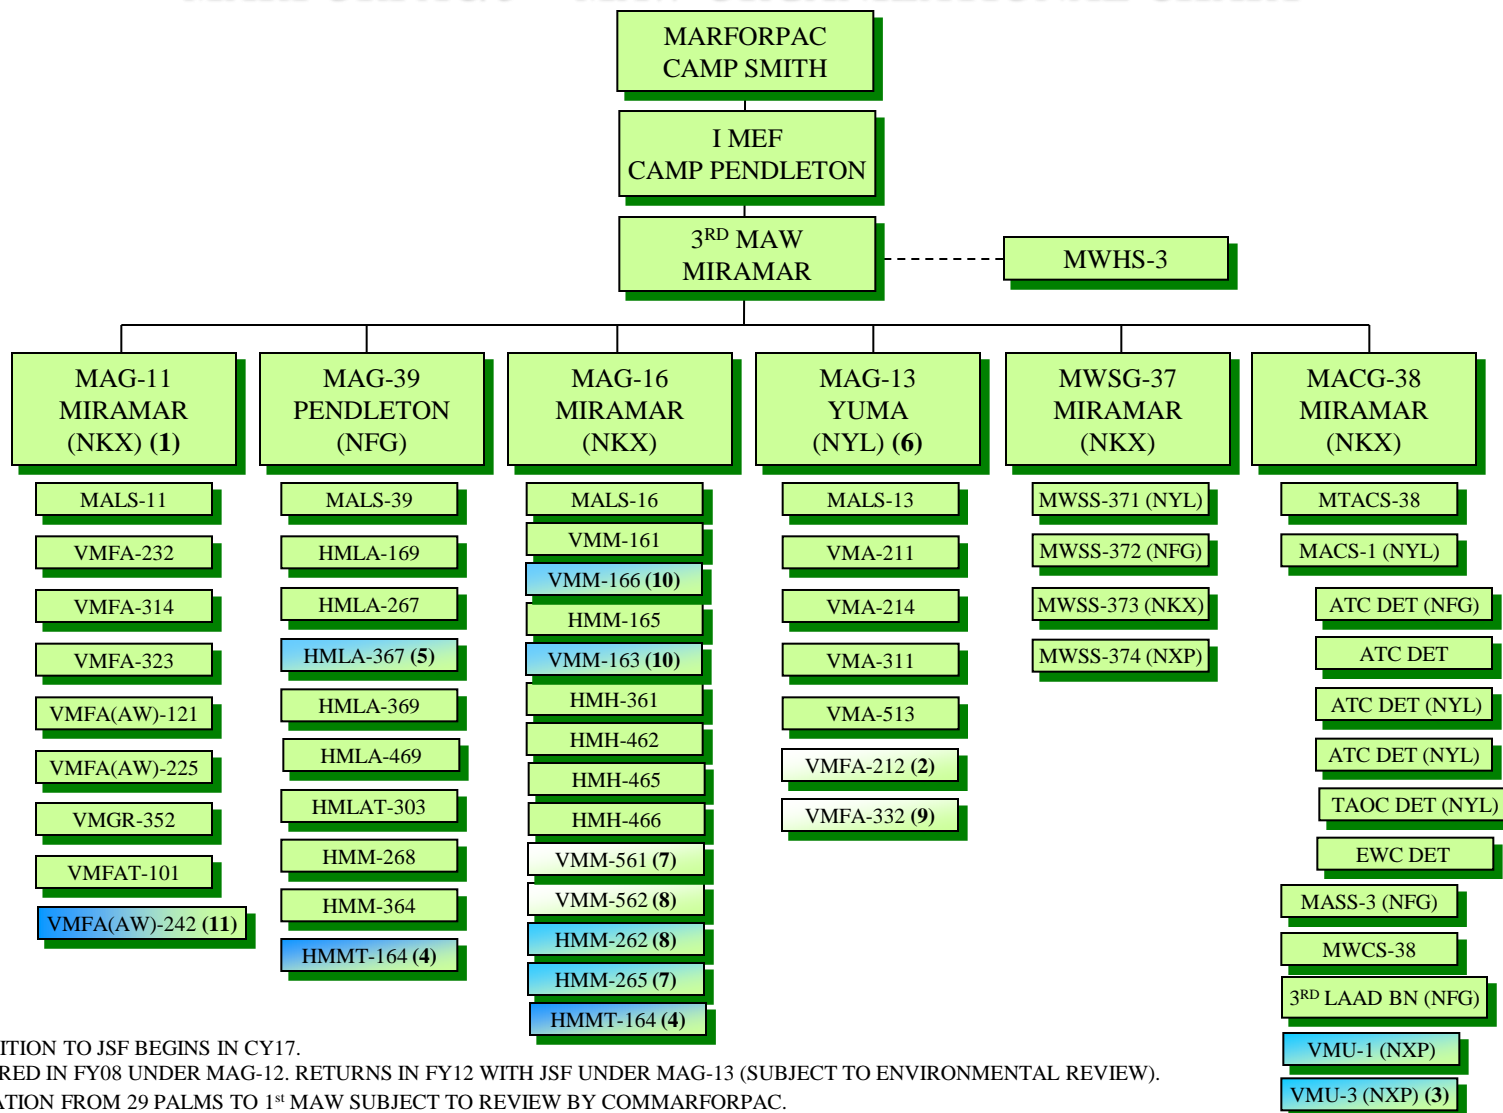 MARFORPAC
CAMP SMITH
I MEF
CAMP PENDLETON
3RD MAW
MIRAMAR
MWHS-3
MAG-11
MIRAMAR
(NKX) (1)
MALS-11
VMFA-232
VMFA-314
VMFA-323
VMFA(AW)-121
VMFA(AW)-225
VMGR-352
VMFAT-101
VMFA(AW)-242 (11)
MAG-39
PENDLETON
(NFG)
MALS-39
HMLA-169
HMLA-267
HMLA-367 (5)
HMLA-369
HMLA-469
HMLAT-303
HMM-268
HMM-364
HMMT-164 (4)
MAG-16
MIRAMAR
(NKX)
MALS-16
VMM-161
VMM-166 (10)
HMM-165
VMM-163 (10)
HMH-361
HMH-462
HMH-465
HMH-466
VMM-561 (7)
VMM-562 (8)
HMM-262 (8)
HMM-265 (7)
HMMT-164 (4)
MAG-13
YUMA
(NYL) (6)
MALS-13
VMA-211
VMA-214
VMA-311
VMA-513
VMFA-212 (2)
VMFA-332 (9)
MWSG-37
MIRAMAR
(NKX)
MWSS-371 (NYL)
MWSS-372 (NFG)
MWSS-373 (NKX)
MWSS-374 (NXP)
MACG-38
MIRAMAR
(NKX)
MTACS-38
MACS-1 (NYL)
ATC DET (NFG)
ATC DET
ATC DET (NYL)
ATC DET (NYL)
TAOC DET (NYL)
EWC DET
MASS-3 (NFG)
MWCS-38
3RD LAAD BN (NFG)
VMU-1 (NXP)
VMU-3 (NXP) (3)
ITION TO JSF BEGINS IN CY17.
RED IN FY08 UNDER MAG-12. RETURNS IN FY12 WITH JSF UNDER MAG-13 (SUBJECT TO ENVIRONMENTAL REVIEW).
ATION FROM 29 PALMS TO 1st MAW SUBJECT TO REVIEW BY COMMARFORPAC.